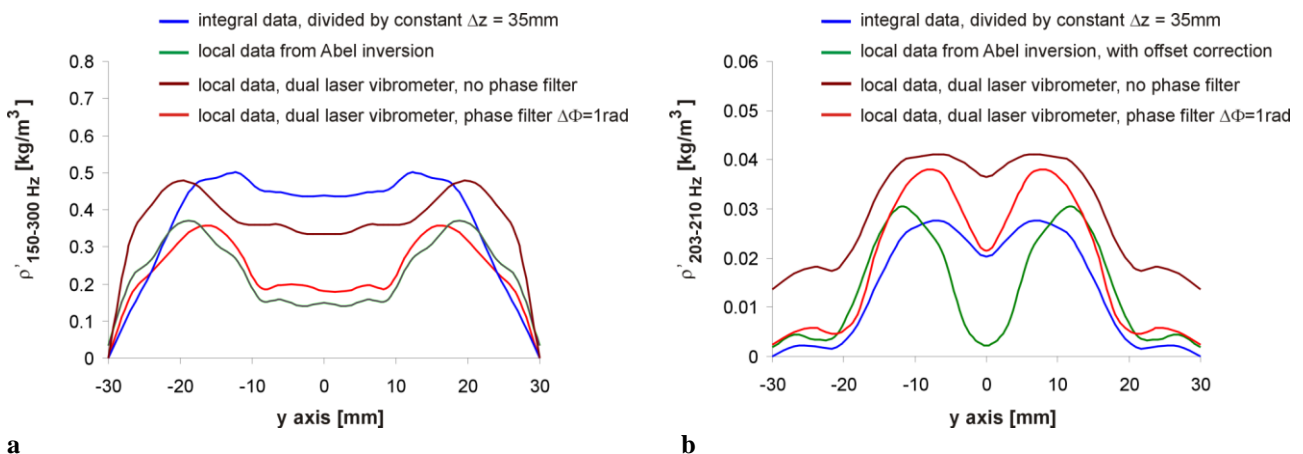 integral data, divided by constant Δz = 35mm
local data from Abel inversion
local data, dual laser vibrometer, no phase filter
local data, dual laser vibrometer, phase filter ΔΦ=1rad
0.8
0.7
0.6
0.5
0.4
0.3
0.2
0.1
0
-30 -20 -10 0 10 20 30
y axis [mm]
ρ'150-300 Hz [kg/m³]
a
integral data, divided by constant Δz = 35mm
local data from Abel inversion, with offset correction
local data, dual laser vibrometer, no phase filter
local data, dual laser vibrometer, phase filter ΔΦ=1rad
0.06
0.05
0.04
0.03
0.02
0.01
0
-30 -20 -10 0 10 20 30
y axis [mm]
ρ'203-210 Hz [kg/m³]
b